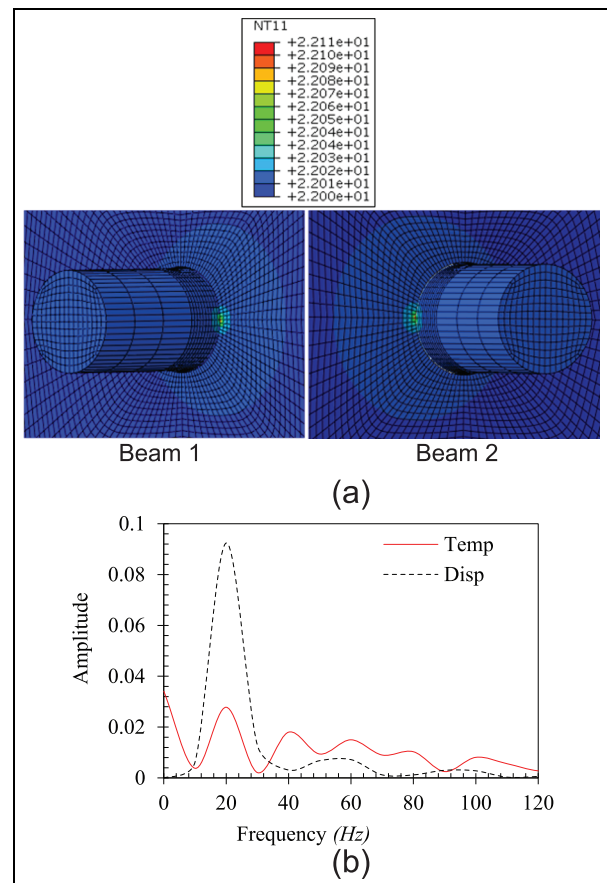 NT11
+2.211e+01
+2.210e+01
+2.209e+01
+2.208e+01
+2.207e+01
+2.206e+01
+2.205e+01
+2.204e+01
+2.204e+01
+2.203e+01
+2.202e+01
+2.201e+01
+2.200e+01
Beam 1
Beam 2
(a)
0.1
0.08
0.06
0.04
0.02
0
Amplitude
Temp
Disp
0 20 40 60 80 100 120
Frequency (Hz)
(b)